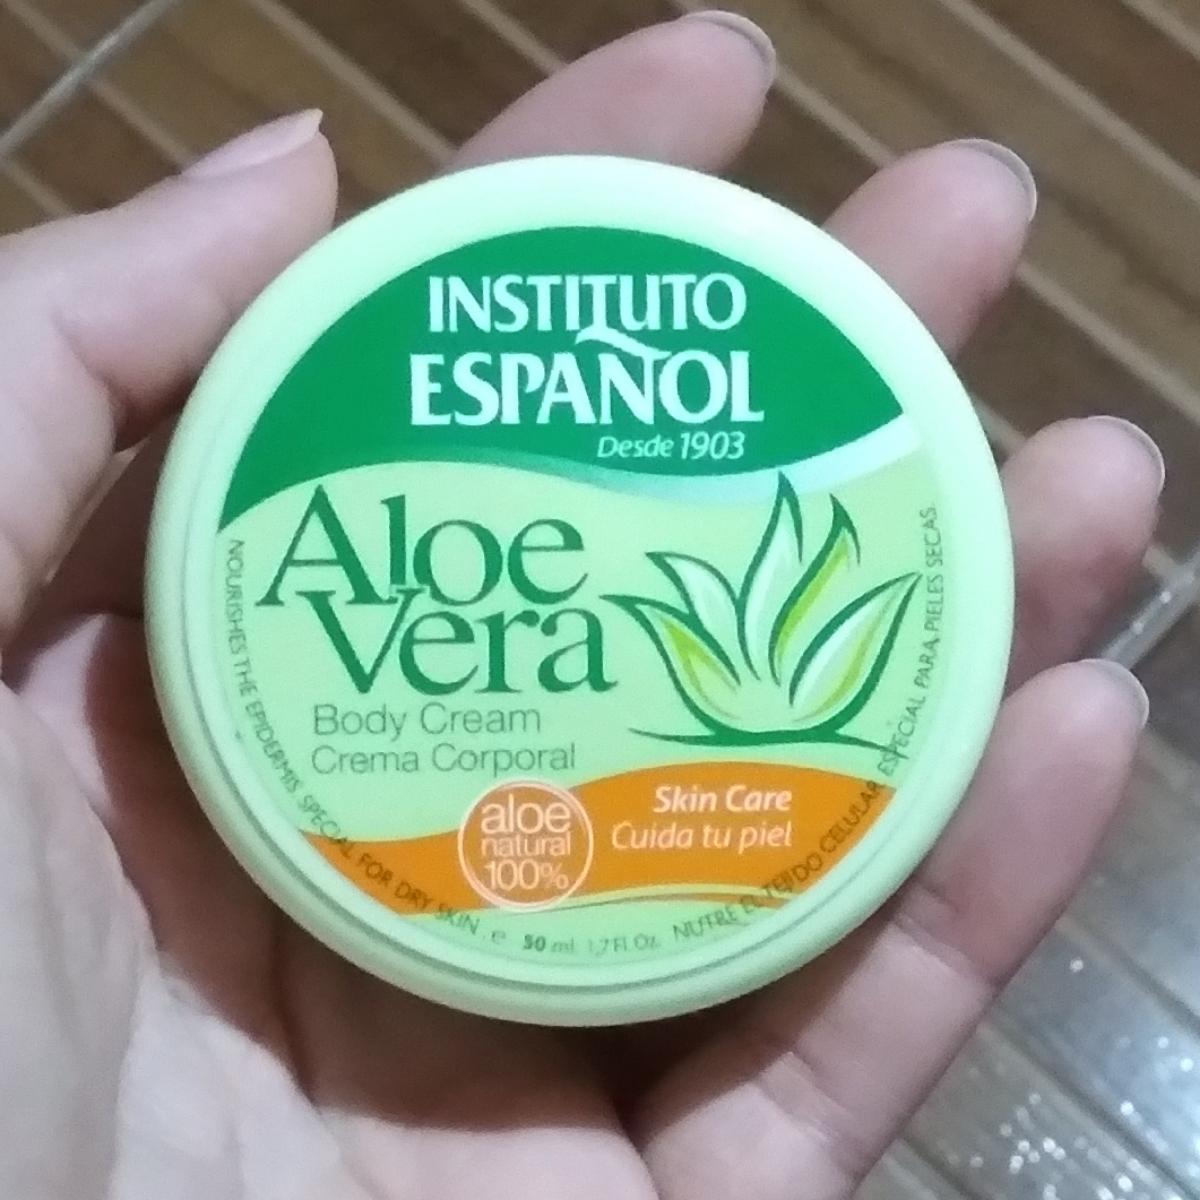 INSTITUTO
ESPAÑOL
Desde 1903
Aloe
Vera
Body Cream
Crema Corporal
aloe
natural
100%
Skin Care
Cuida tu piel
NOURISHES THE EPIDERMIS SPECIAL FOR DRY SKIN. e 50 ml. 1,7 Fl Oz. NUTRE EL TEJIDO CELULAR ESPECIAL PARA PIELES SECAS.